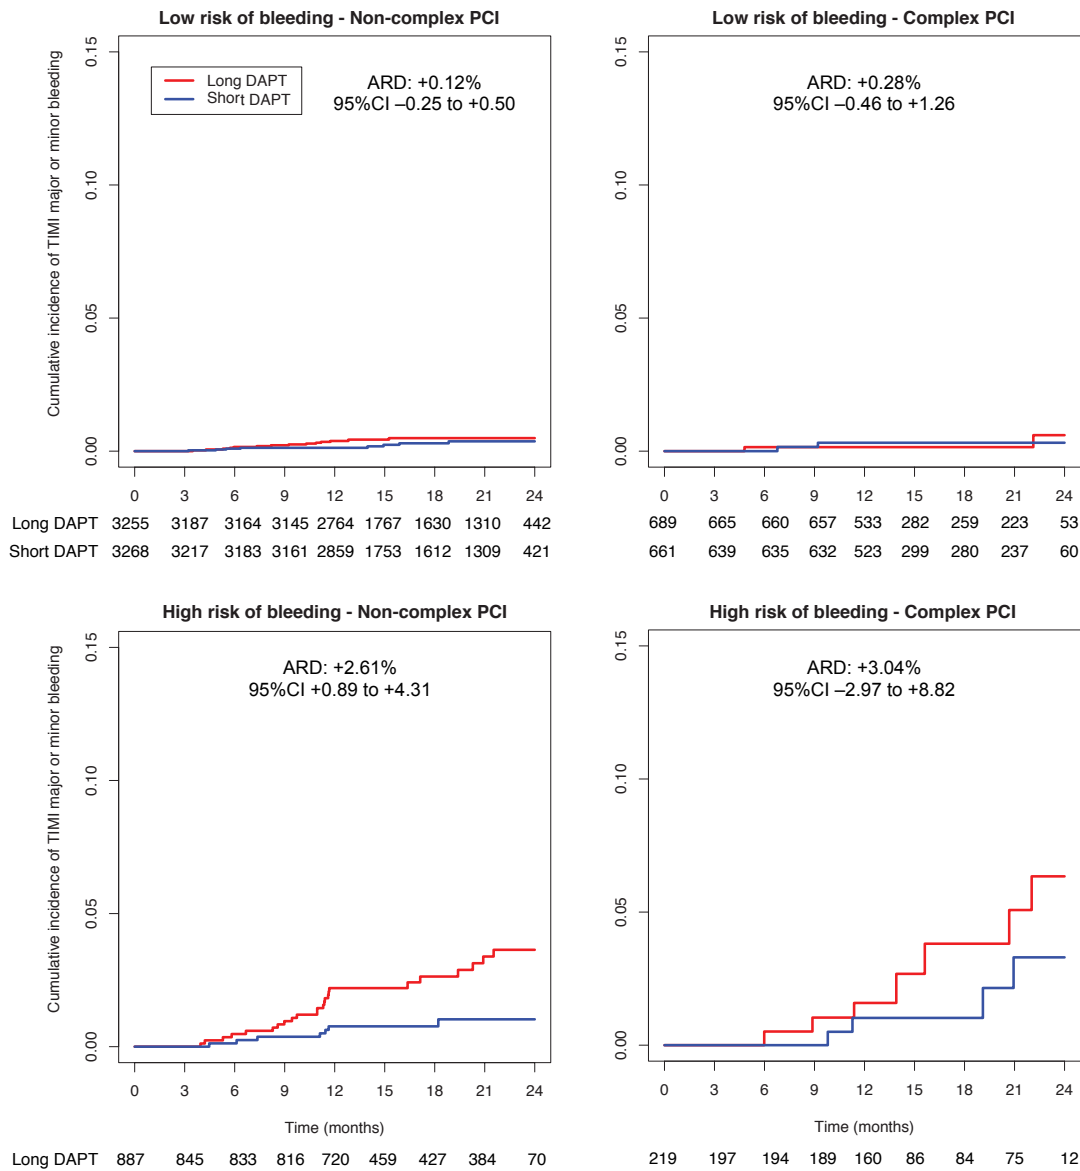 Low risk of bleeding - Non-complex PCI
Cumulative incidence of TIMI major or minor bleeding
0.15
0.10
0.05
0.00
Long DAPT
Short DAPT
ARD: +0.12%
95%CI –0.25 to +0.50
0 3 6 9 12 15 18 21 24
Long DAPT 3255 3187 3164 3145 2764 1767 1630 1310 442
Short DAPT 3268 3217 3183 3161 2859 1753 1612 1309 421
Low risk of bleeding - Complex PCI
0.15
0.10
0.05
0.00
ARD: +0.28%
95%CI –0.46 to +1.26
0 3 6 9 12 15 18 21 24
689 665 660 657 533 282 259 223 53
661 639 635 632 523 299 280 237 60
High risk of bleeding - Non-complex PCI
Cumulative incidence of TIMI major or minor bleeding
0.15
0.10
0.05
0.00
ARD: +2.61%
95%CI +0.89 to +4.31
0 3 6 9 12 15 18 21 24
Time (months)
Long DAPT 887 845 833 816 720 459 427 384 70
High risk of bleeding - Complex PCI
0.15
0.10
0.05
0.00
ARD: +3.04%
95%CI –2.97 to +8.82
0 3 6 9 12 15 18 21 24
Time (months)
219 197 194 189 160 86 84 75 12